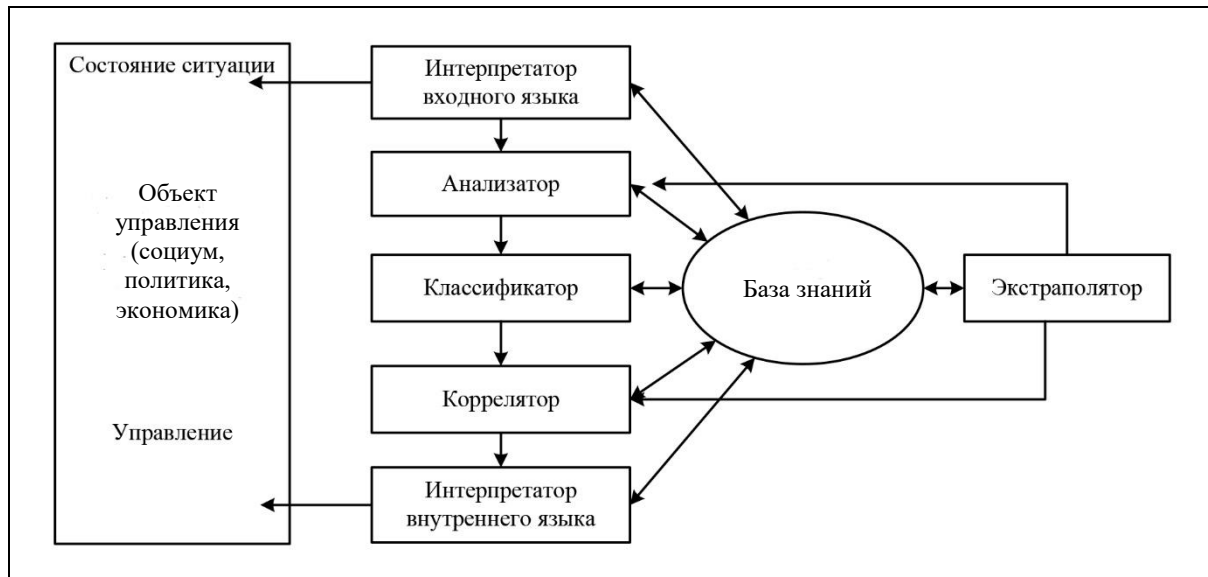 Состояние ситуации
Объект
управления
(социум,
политика,
экономика)
Управление
Интерпретатор
входного языка
Анализатор
Классификатор
Коррелятор
Интерпретатор
внутреннего языка
База знаний
Экстраполятор